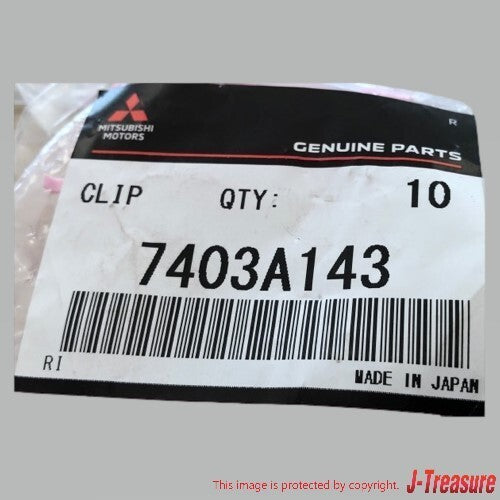 MITSUBISHI
MOTORS
R
GENUINE PARTS
CLIP QTY: 10
7403A143
RI MADE IN JAPAN
This image is protected by copyright. J-Treasure